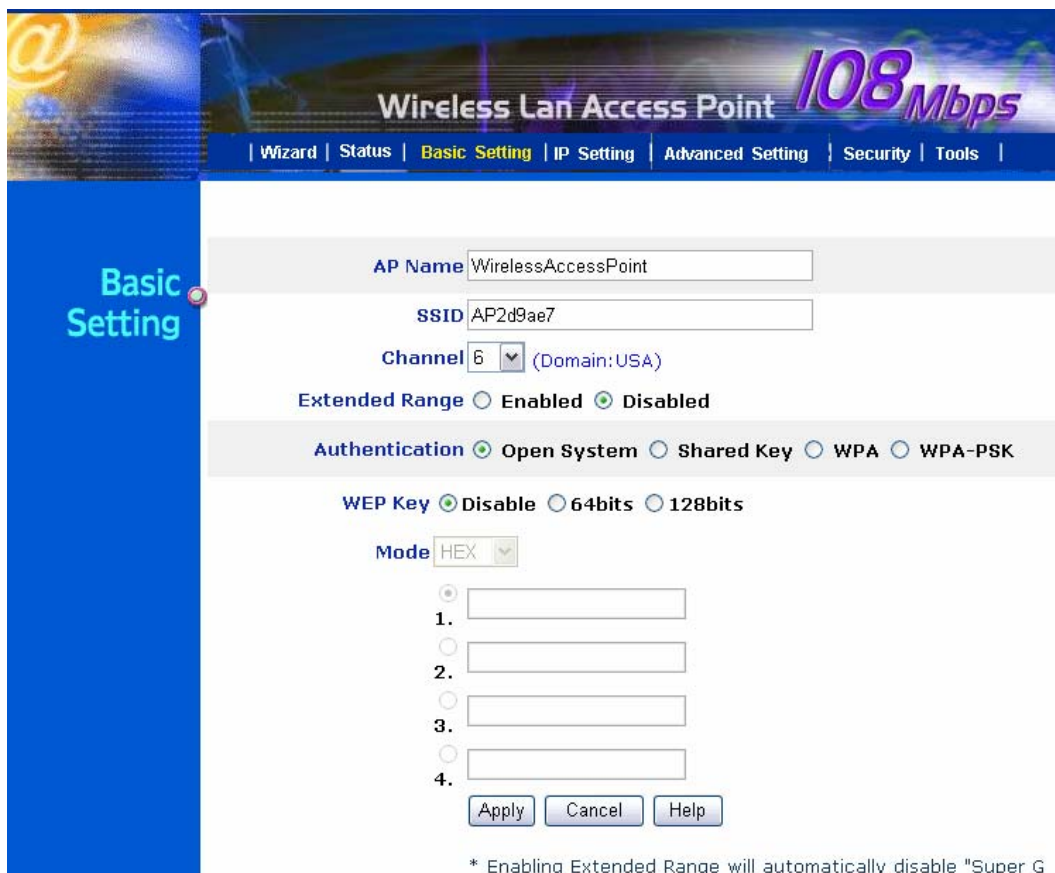 @
108Mbps
Wireless Lan Access Point
| Wizard | Status | Basic Setting | IP Setting | Advanced Setting | Security | Tools |
Basic
Setting
AP Name WirelessAccessPoint
SSID AP2d9ae7
Channel 6 (Domain:USA)
Extended Range Enabled Disabled
Authentication Open System Shared Key WPA WPA-PSK
WEP Key Disable 64bits 128bits
Mode HEX
1.
2.
3.
4.
Apply Cancel Help
* Enabling Extended Range will automatically disable "Super G